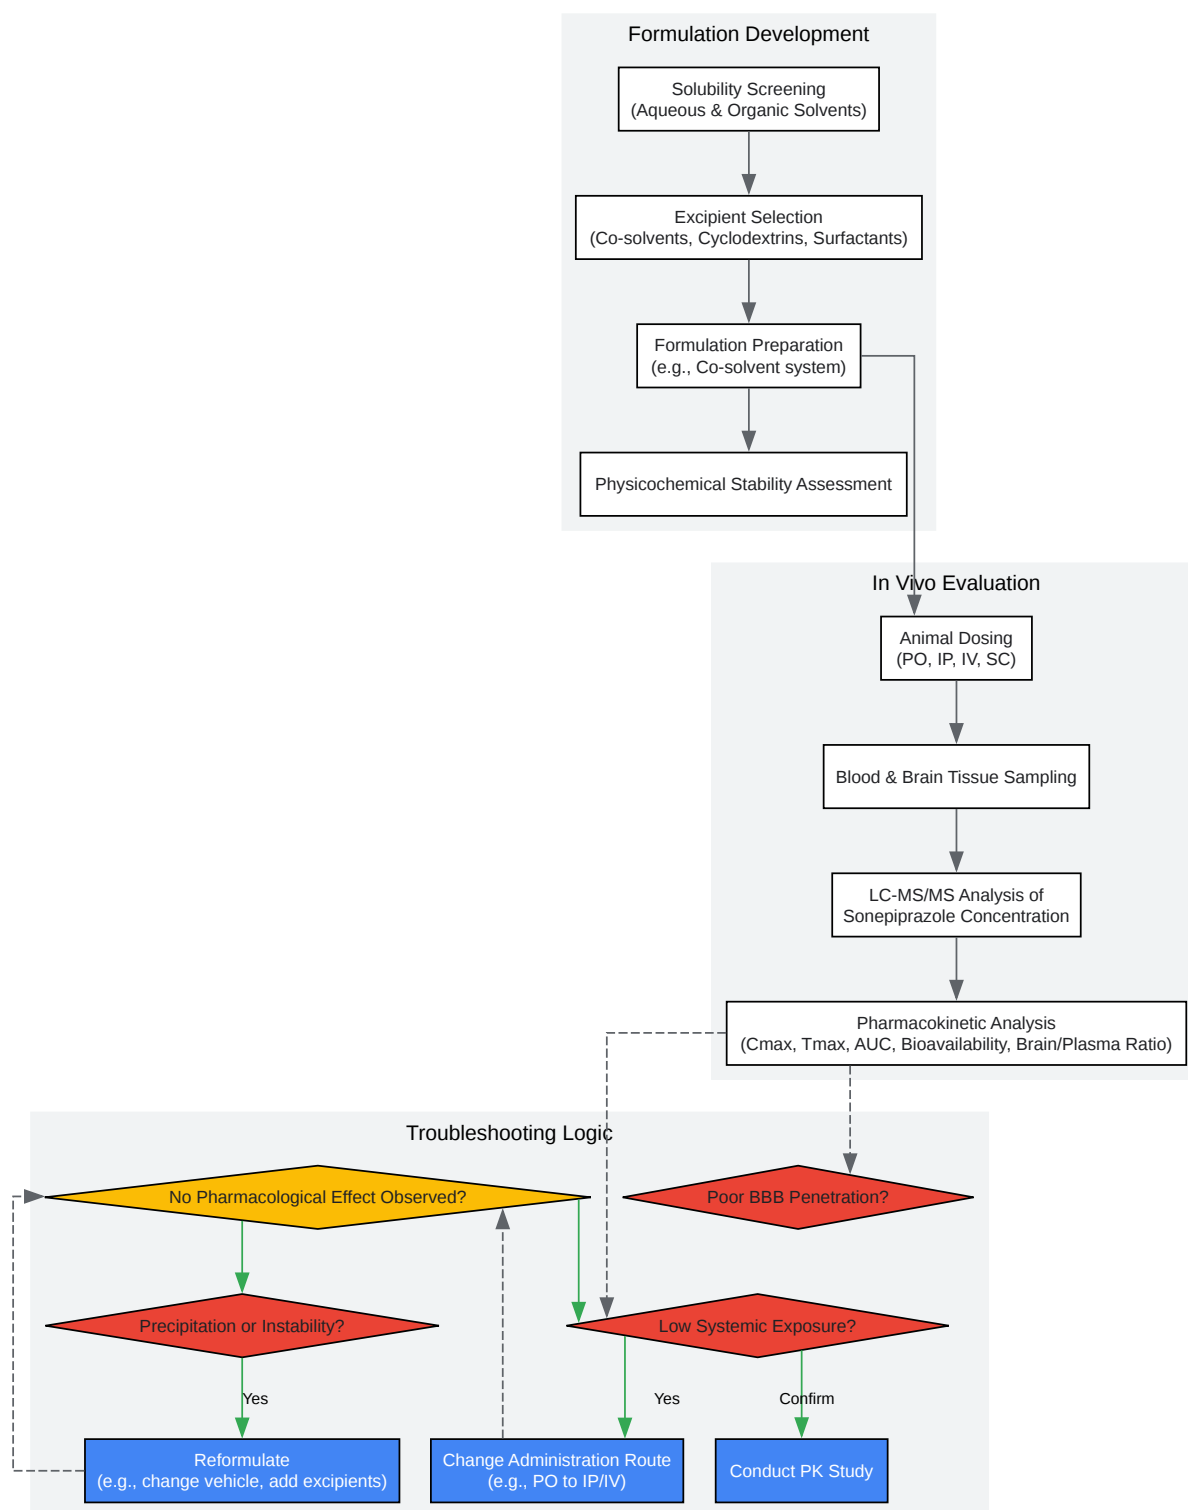 Formulation Development
Solubility Screening
(Aqueous & Organic Solvents)
Excipient Selection
(Co-solvents, Cyclodextrins, Surfactants)
Formulation Preparation
(e.g., Co-solvent system)
Physicochemical Stability Assessment
In Vivo Evaluation
Animal Dosing
(PO, IP, IV, SC)
Blood & Brain Tissue Sampling
LC-MS/MS Analysis of
Sonepiprazole Concentration
Pharmacokinetic Analysis
(Cmax, Tmax, AUC, Bioavailability, Brain/Plasma Ratio)
Troubleshooting Logic
No Pharmacological Effect Observed?
Poor BBB Penetration?
Precipitation or Instability?
Low Systemic Exposure?
Yes
Yes
Confirm
Reformulate
(e.g., change vehicle, add excipients)
Change Administration Route
(e.g., PO to IP/IV)
Conduct PK Study